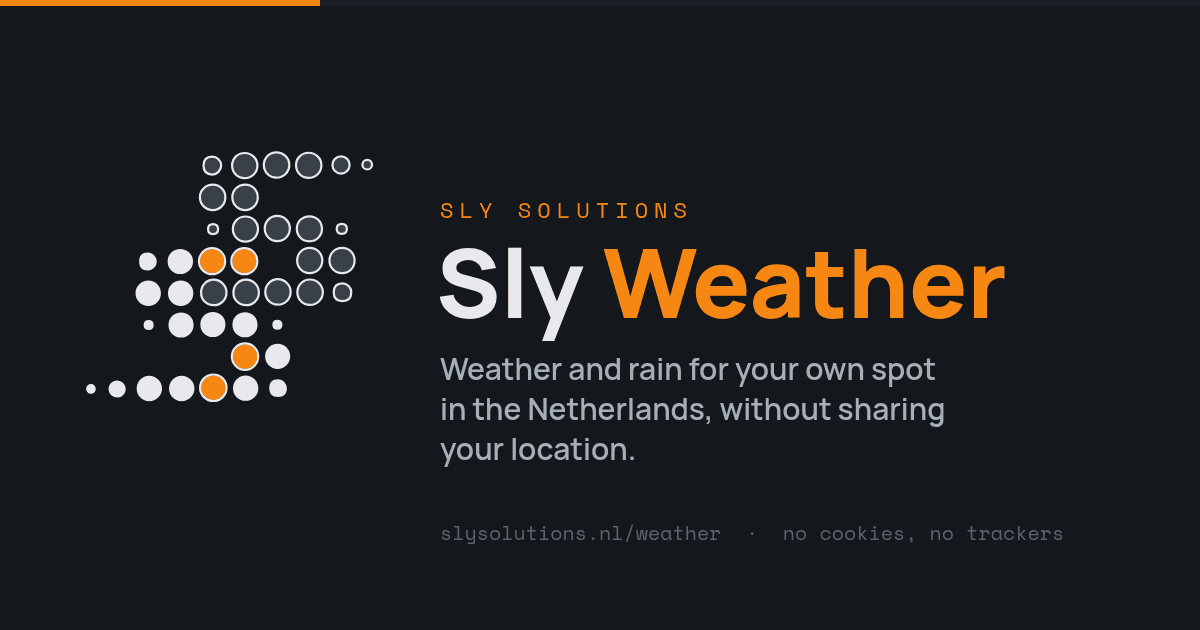 SLY SOLUTIONS
Sly Weather
Weather and rain for your own spot
in the Netherlands, without sharing
your location.
slysolutions.nl/weather · no cookies, no trackers